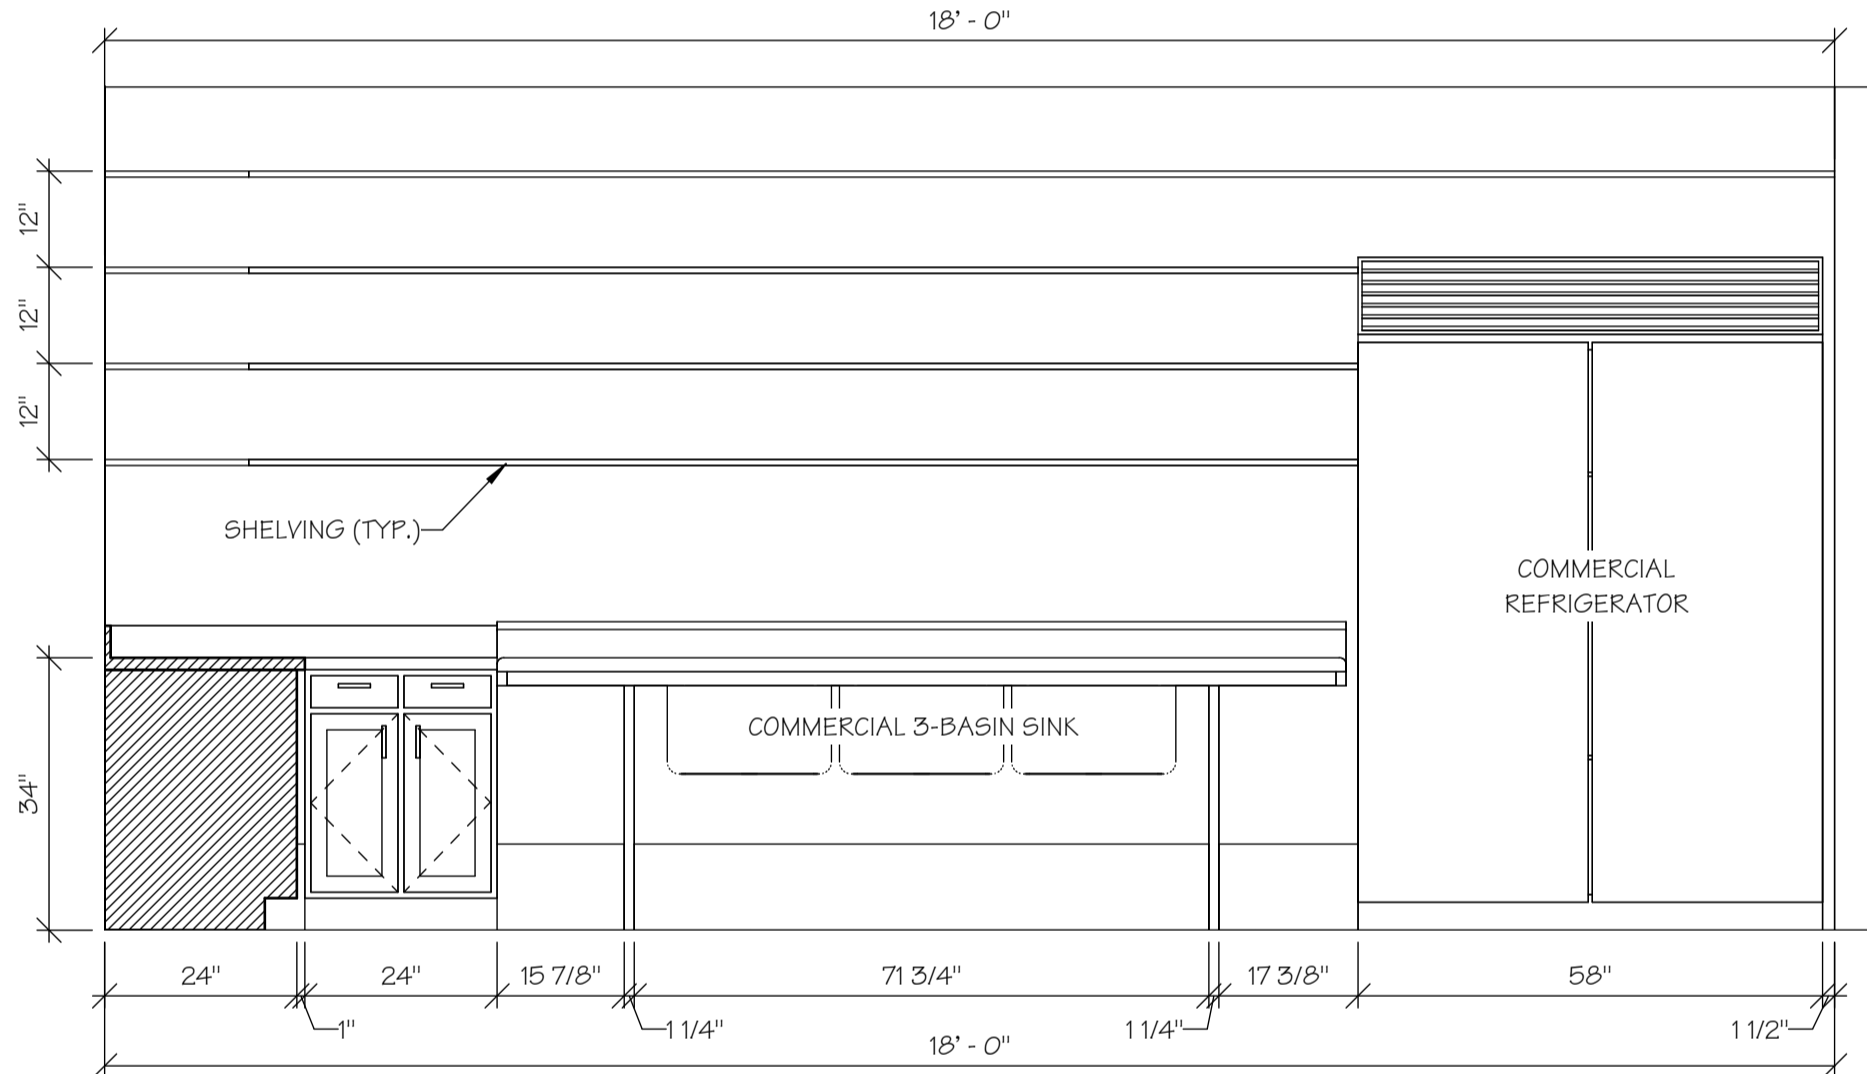 18' - 0"
12"
12"
12"
SHELVING (TYP.)
COMMERCIAL
REFRIGERATOR
COMMERCIAL 3-BASIN SINK
34"
24"
24"
15 7/8"
71 3/4"
17 3/8"
58"
1"
1 1/4"
1 1/4"
1 1/2"
18' - 0"